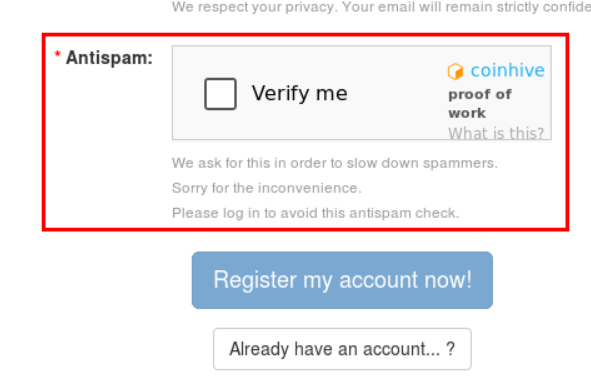 We respect your privacy. Your email will remain strictly confide
* Antispam:
Verify me
coinhive
proof of
work
What is this?
We ask for this in order to slow down spammers.
Sorry for the inconvenience.
Please log in to avoid this antispam check.
Register my account now!
Already have an account... ?